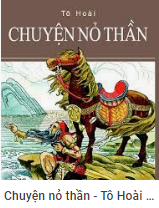 Tô Hoài
CHUYỆN NỎ THẦN
Chuyện nỏ thần - Tô Hoài ...